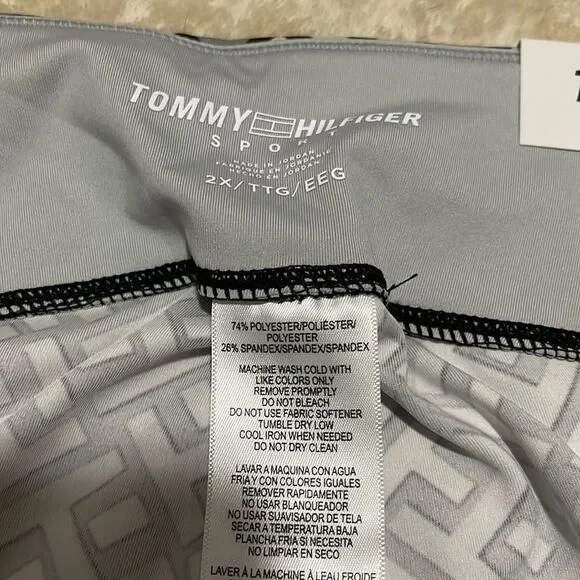 TOMMY HILFIGER
SPORT
MADE IN JORDAN
FABRIQUÉ EN JORDANIE
HECHO EN JORDAN
2X/TTG/EEG
74% POLYESTER/POLIÉSTER/
POLYESTER
26% SPANDEX/SPANDEX/SPANDEX
MACHINE WASH COLD WITH
LIKE COLORS ONLY
REMOVE PROMPTLY
DO NOT BLEACH
DO NOT USE FABRIC SOFTENER
TUMBLE DRY LOW
COOL IRON WHEN NEEDED
DO NOT DRY CLEAN
LAVAR A MAQUINA CON AGUA
FRIA Y CON COLORES IGUALES
REMOVER RAPIDAMENTE
NO USAR BLANQUEADOR
NO USAR SUAVISADOR DE TELA
SECAR A TEMPERATURA BAJA
PLANCHA FRIA SI NECESITA
NO LIMPIAR EN SECO
LAVER À LA MACHINE À L'EAU FROIDE